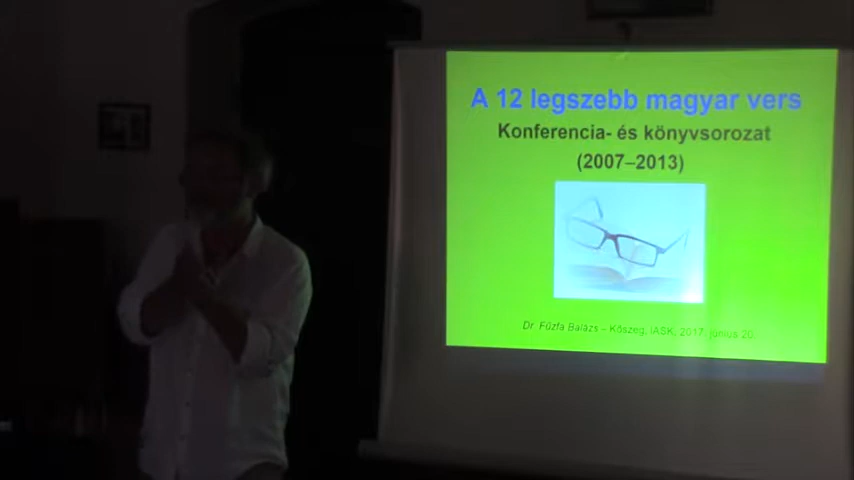 A 12 legszebb magyar vers
Konferencia- és könyvsorozat
(2007–2013)
Dr. Fűzfa Balázs – Kőszeg, iASK, 2017. június 20.